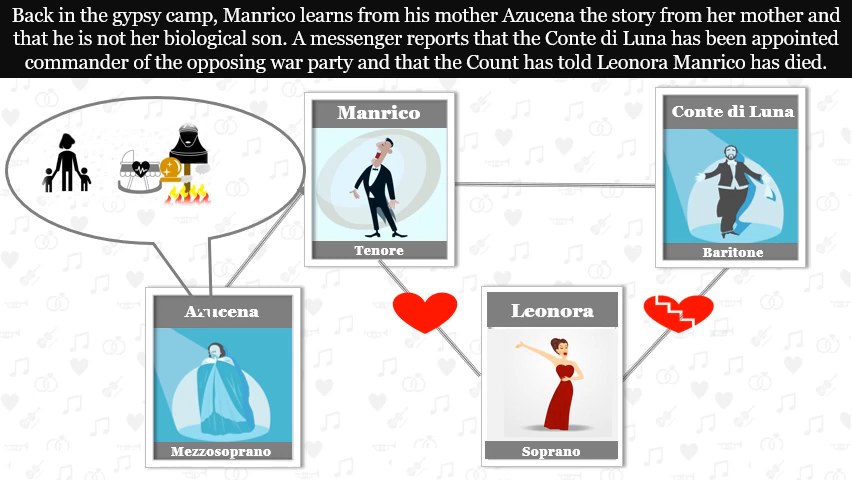 Back in the gypsy camp, Manrico learns from his mother Azucena the story from her mother and
that he is not her biological son. A messenger reports that the Conte di Luna has been appointed
commander of the opposing war party and that the Count has told Leonora Manrico has died.
Manrico
Conte di Luna
Tenore
Baritone
Azucena
Leonora
Mezzosoprano
Soprano